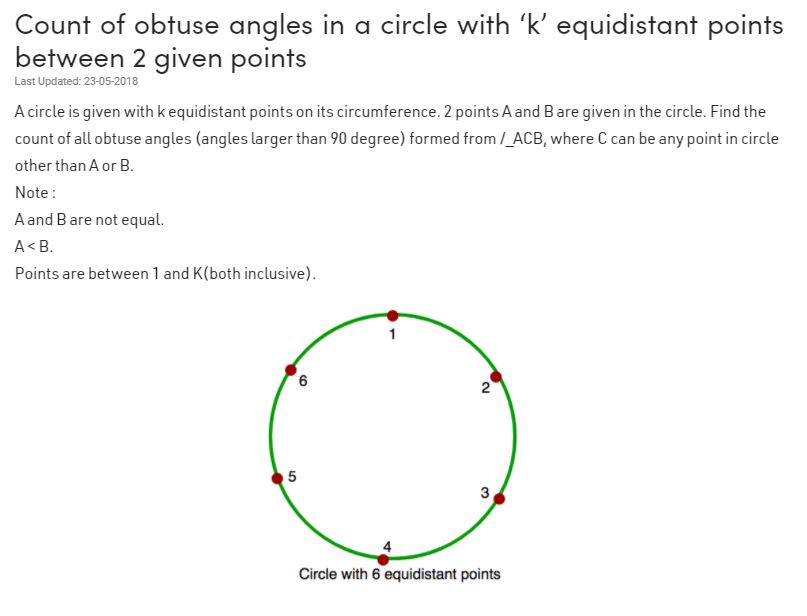 Count of obtuse angles in a circle with ‘k’ equidistant points
between 2 given points
Last Updated: 23-05-2018
A circle is given with k equidistant points on its circumference. 2 points A and B are given in the circle. Find the
count of all obtuse angles (angles larger than 90 degree) formed from /_ACB, where C can be any point in circle
other than A or B.
Note :
A and B are not equal.
A < B.
Points are between 1 and K(both inclusive).
1
6
2
5
3
4
Circle with 6 equidistant points